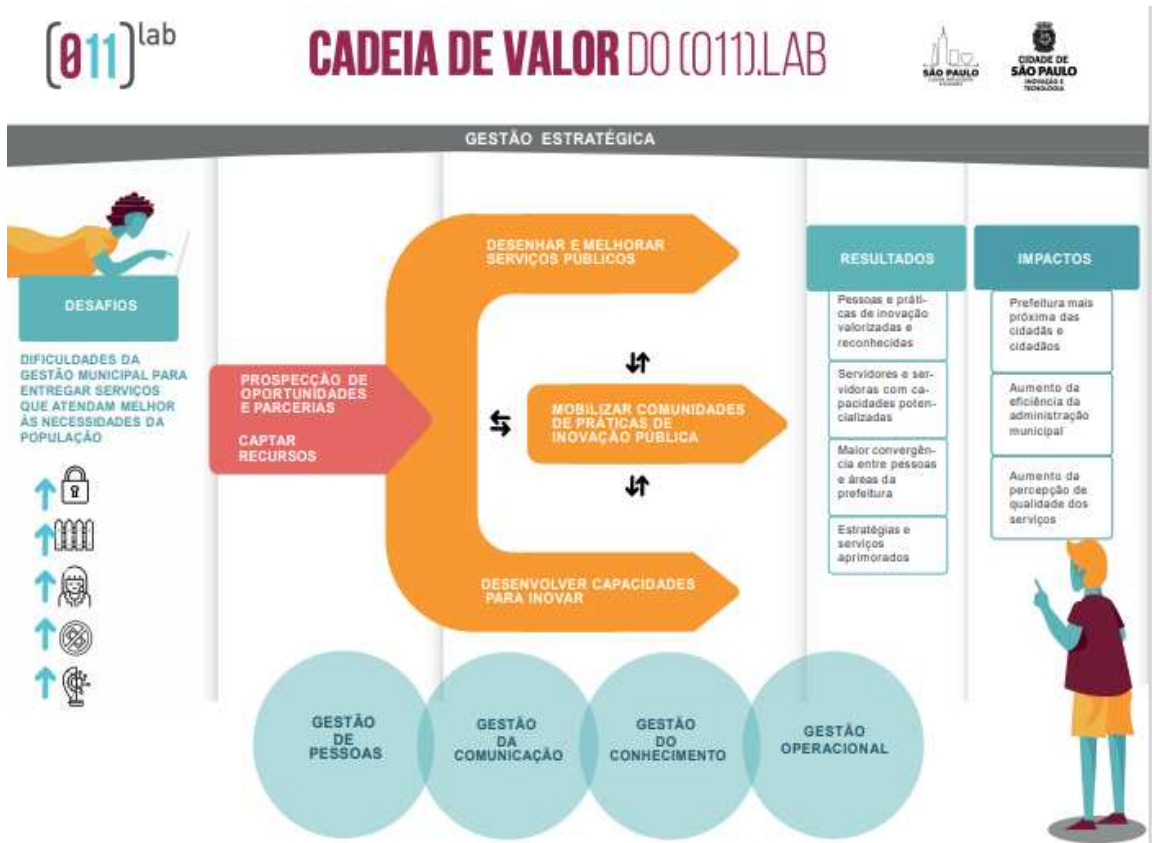 (011)lab
CADEIA DE VALOR DO (011).LAB
SÃO PAULO
CIDADE DE
SÃO PAULO
INOVAÇÃO E
TECNOLOGIA
GESTÃO ESTRATÉGICA
DESAFIOS
DIFICULDADES DA
GESTÃO MUNICIPAL PARA
ENTREGAR SERVIÇOS
QUE ATENDAM MELHOR
ÀS NECESSIDADES DA
POPULAÇÃO
PROSPECÇÃO DE
OPORTUNIDADES
E PARCERIAS
CAPTAR
RECURSOS
DESENHAR E MELHORAR
SERVIÇOS PÚBLICOS
MOBILIZAR COMUNIDADES
DE PRÁTICAS DE
INOVAÇÃO PÚBLICA
DESENVOLVER CAPACIDADES
PARA INOVAR
RESULTADOS
Pessoas e práti-
cas de inovação
valorizadas e
reconhecidas
Servidores e ser-
vidoras com ca-
pacidades poten-
cializadas
Maior convergên-
cia entre pessoas
e áreas da
prefeitura
Estratégias e
serviços
aprimorados
IMPACTOS
Prefeitura mais
próxima das
cidadãs e
cidadãos
Aumento da
eficiência da
administração
municipal
Aumento da
percepção de
qualidade dos
serviços
GESTÃO
DE
PESSOAS
GESTÃO
DA
COMUNICAÇÃO
GESTÃO
DO
CONHECIMENTO
GESTÃO
OPERACIONAL